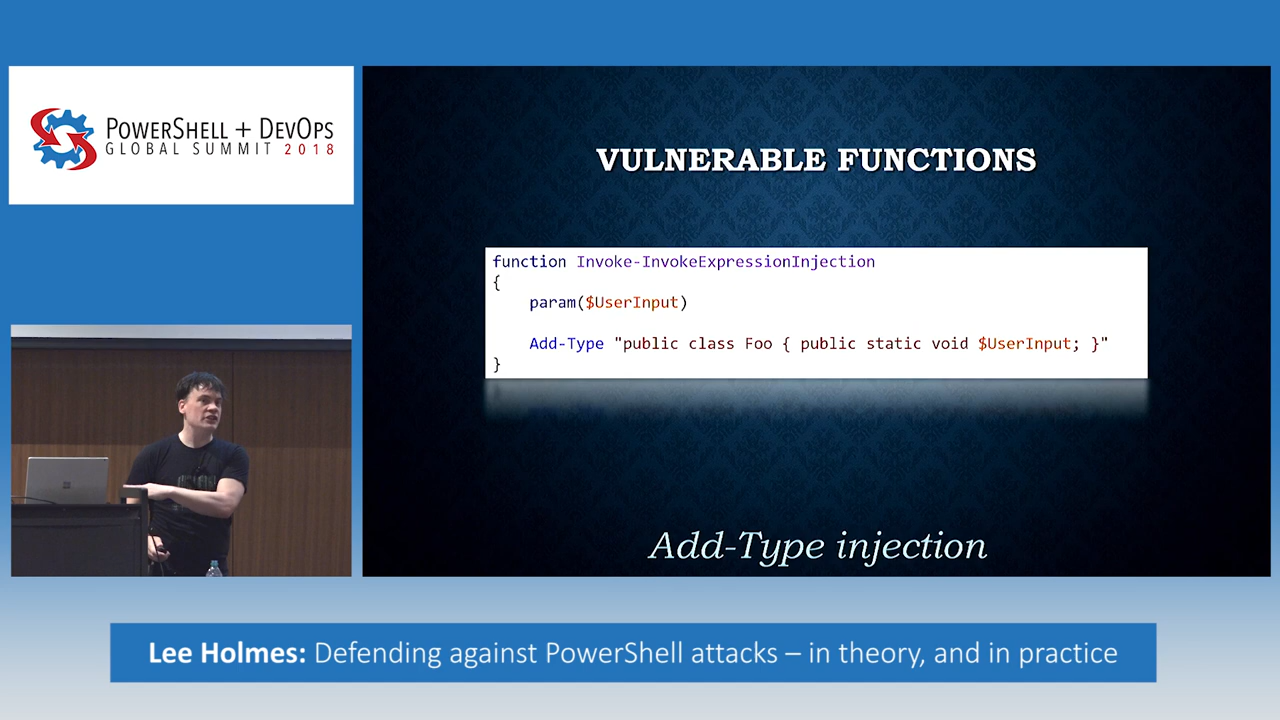 POWERSHELL + DEVOPS
GLOBAL SUMMIT 2018
VULNERABLE FUNCTIONS
function Invoke-InvokeExpressionInjection
{
    param($UserInput)
    Add-Type "public class Foo { public static void $UserInput; }"
}
Add-Type injection
Lee Holmes: Defending against PowerShell attacks – in theory, and in practice